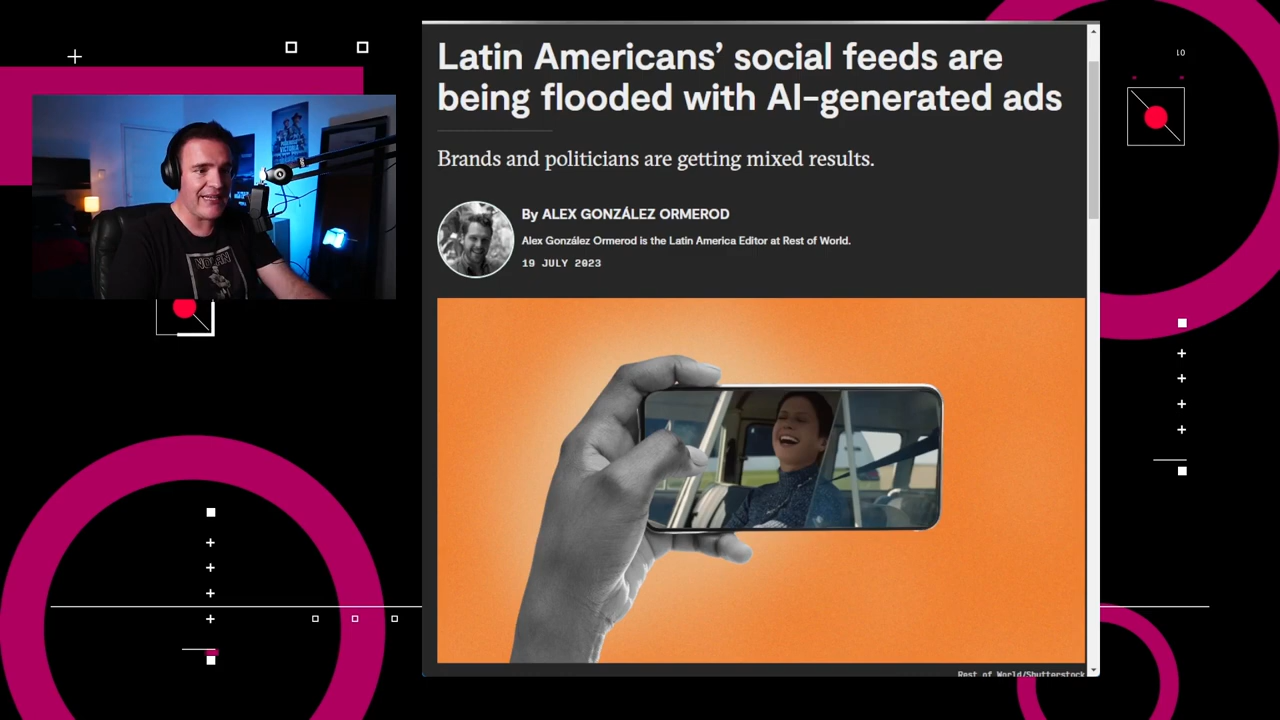 Latin Americans’ social feeds are
being flooded with AI-generated ads
Brands and politicians are getting mixed results.
By ALEX GONZÁLEZ ORMEROD
Alex González Ormerod is the Latin America Editor at Rest of World.
19 JULY 2023
Rest of World/Shutterstock
10
NOLAN